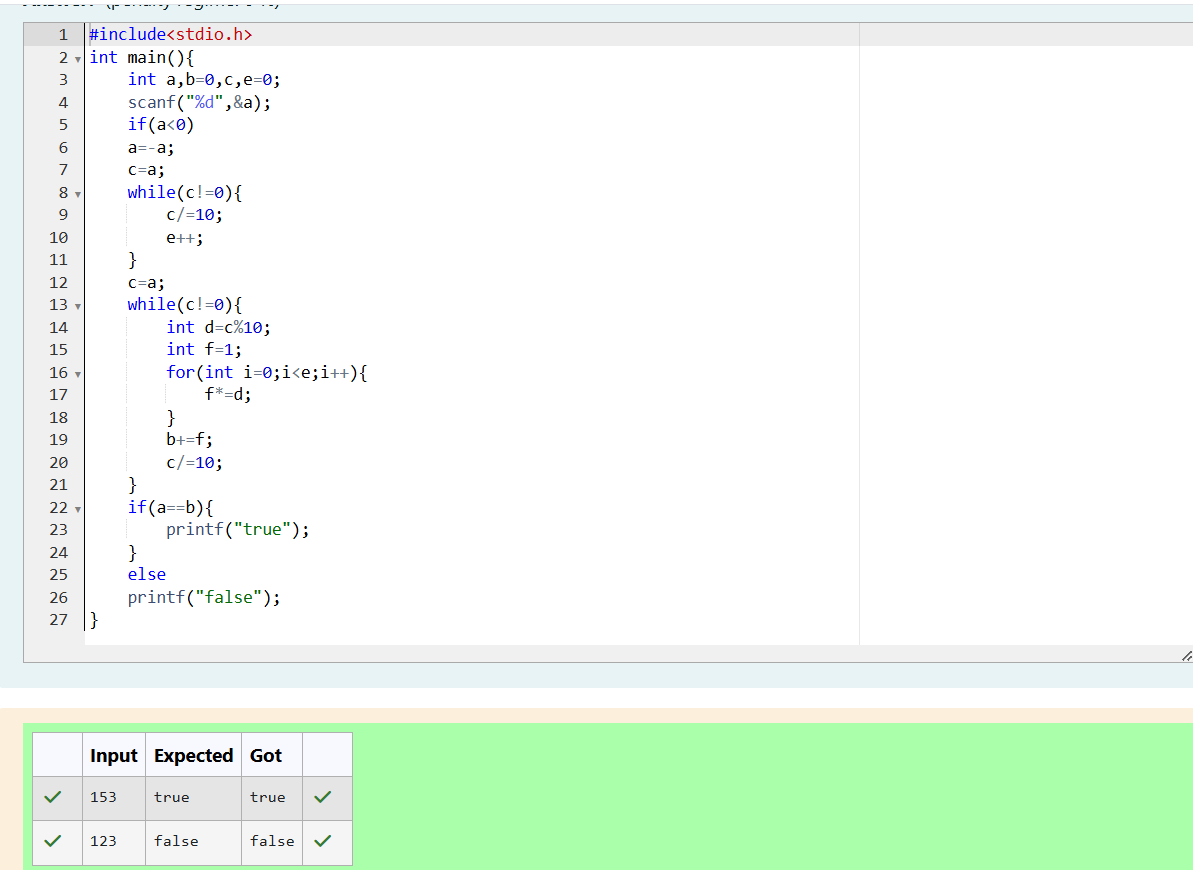 1 #include<stdio.h>
2 int main(){
3     int a,b=0,c,e=0;
4     scanf("%d",&a);
5     if(a<0)
6     a=-a;
7     c=a;
8     while(c!=0){
9         c/=10;
10         e++;
11     }
12     c=a;
13     while(c!=0){
14         int d=c%10;
15         int f=1;
16         for(int i=0;i<e;i++){
17             f*=d;
18         }
19         b+=f;
20         c/=10;
21     }
22     if(a==b){
23         printf("true");
24     }
25     else
26     printf("false");
27 }
Input Expected Got
153 true true
123 false false